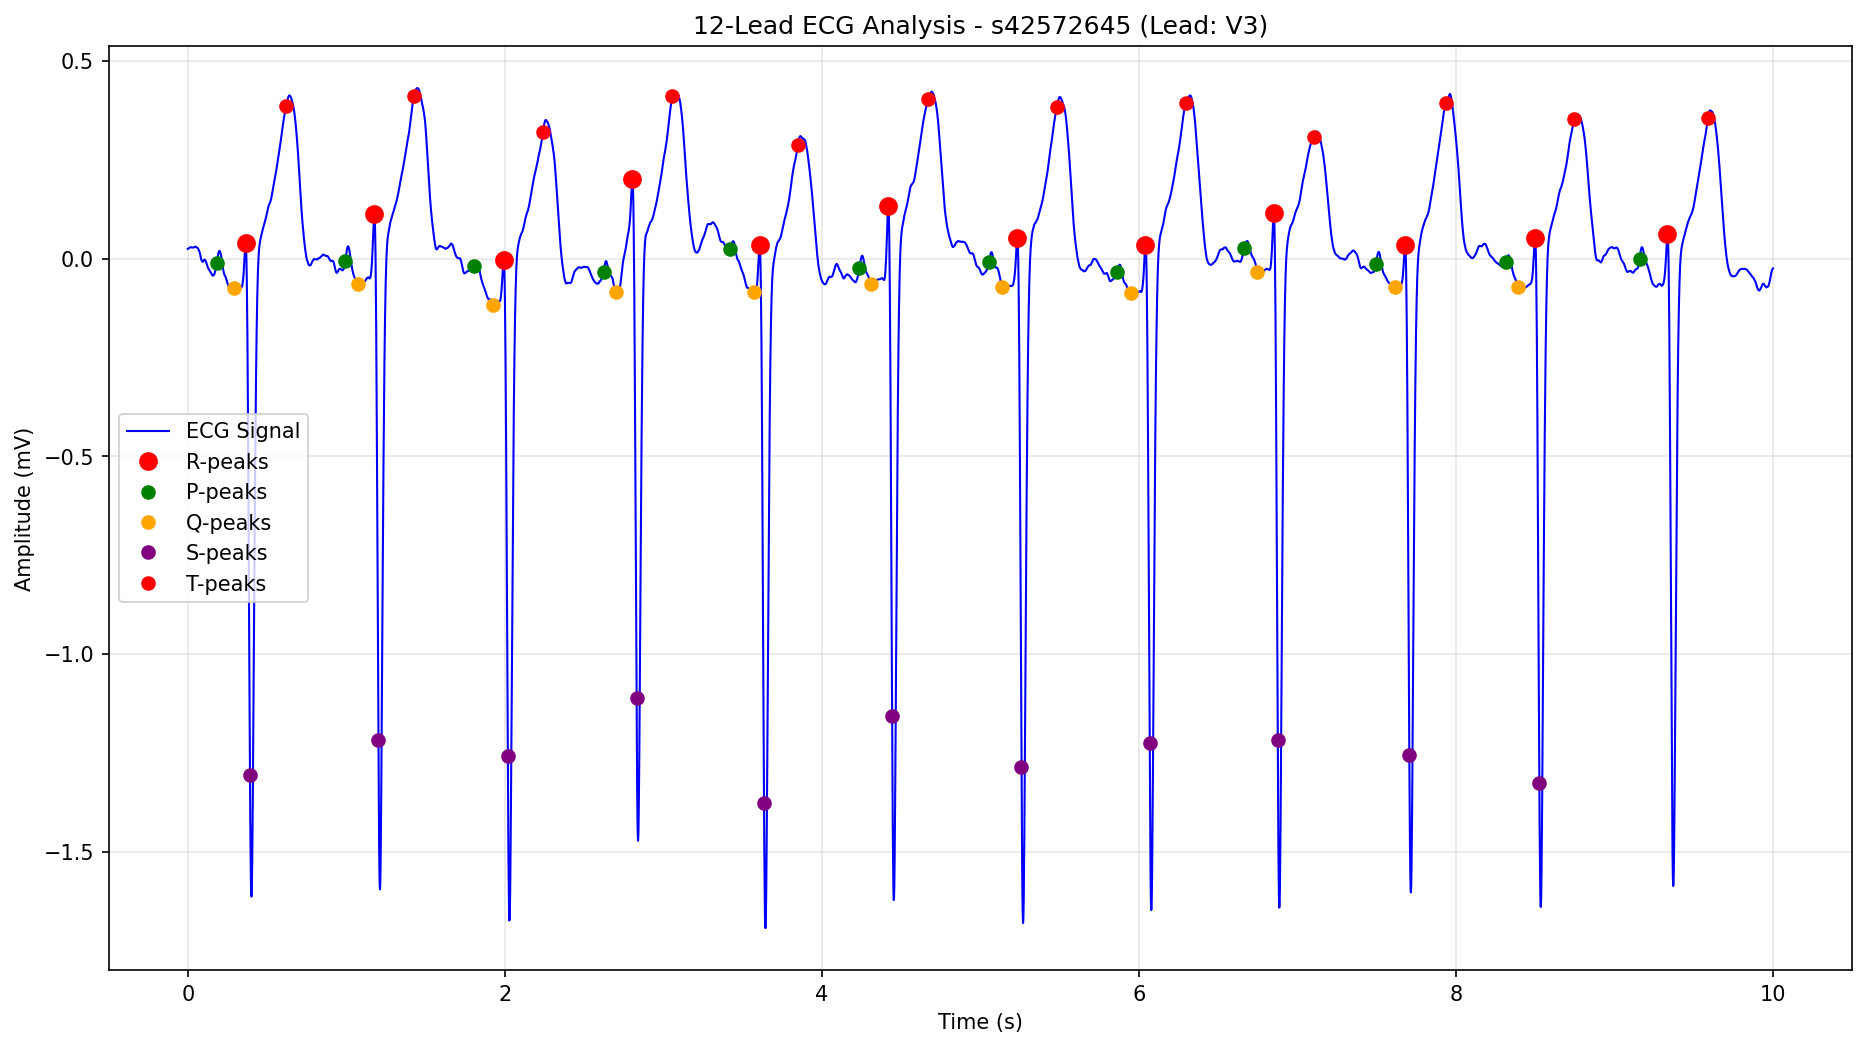 12-Lead ECG Analysis - s42572645 (Lead: V3)
Amplitude (mV)
0.5
0.0
−0.5
−1.0
−1.5
ECG Signal
R-peaks
P-peaks
Q-peaks
S-peaks
T-peaks
0 2 4 6 8 10
Time (s)